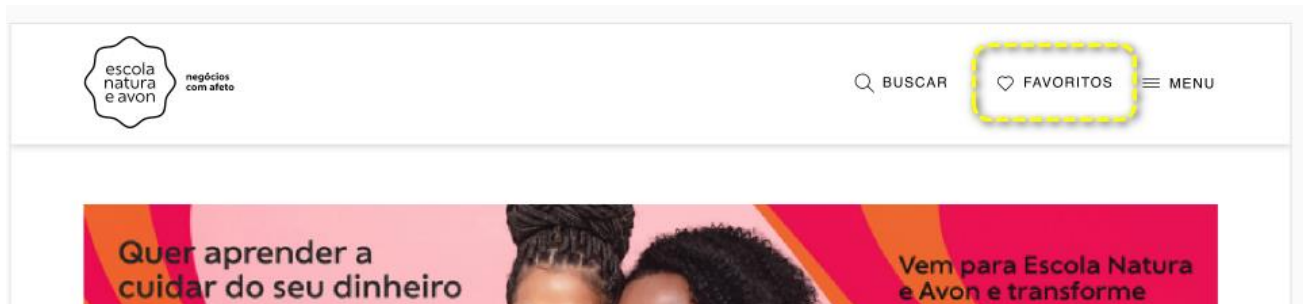 escola
natura
e avon
negócios
com afeto
BUSCAR
FAVORITOS
MENU
Quer aprender a
cuidar do seu dinheiro
Vem para Escola Natura
e Avon e transforme